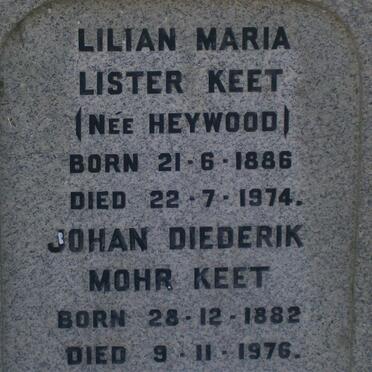 LILIAN MARIA
LISTER KEET
(NÉE HEYWOOD)
BORN 21-6-1886
DIED 22-7-1974.
JOHAN DIEDERIK
MOHR KEET
BORN 28-12-1882
DIED 9-11-1976.